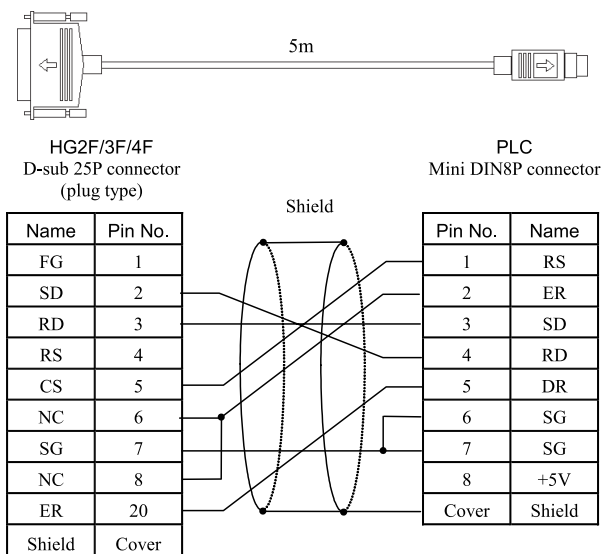 5m
HG2F/3F/4F
D-sub 25P connector
(plug type)
PLC
Mini DIN8P connector
Shield
Name Pin No.
FG 1
SD 2
RD 3
RS 4
CS 5
NC 6
SG 7
NC 8
ER 20
Shield Cover
Pin No. Name
1 RS
2 ER
3 SD
4 RD
5 DR
6 SG
7 SG
8 +5V
Cover Shield